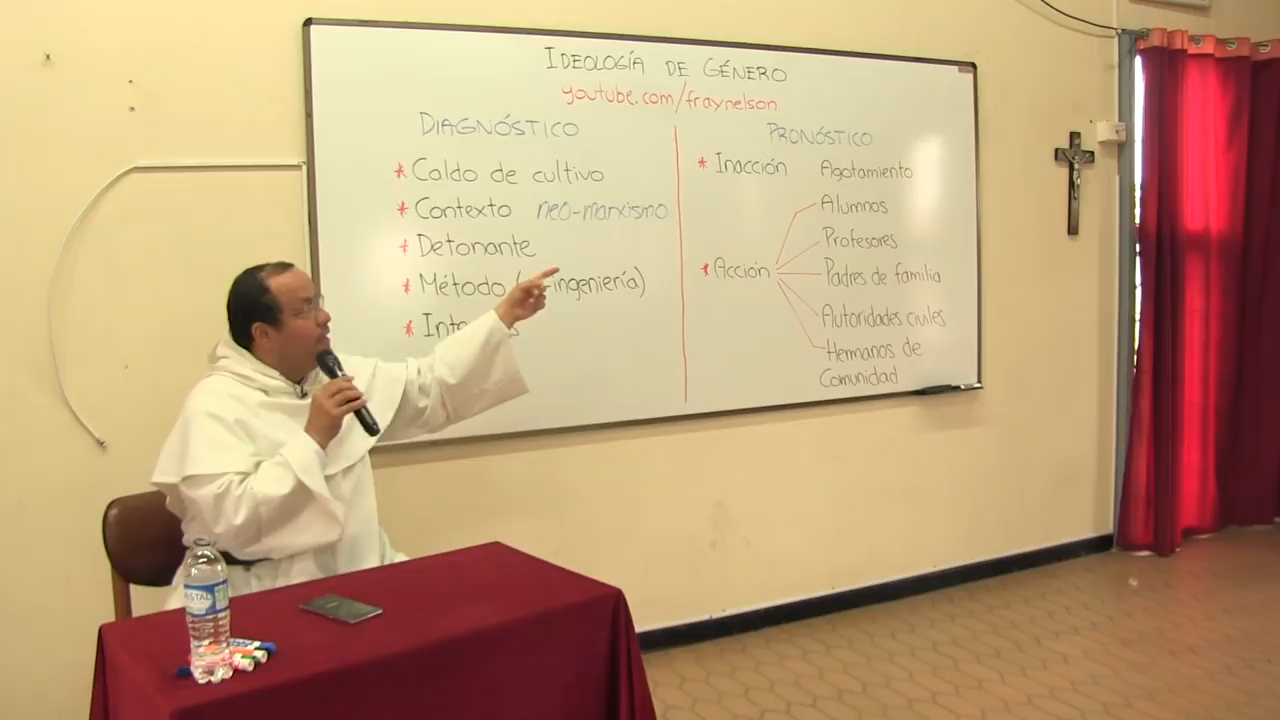 IDEOLOGÍA DE GÉNERO
youtube.com/fraynelson
DIAGNÓSTICO
* Caldo de cultivo
* Contexto neo-marxismo
* Detonante
* Método ingeniería)
*
PRONÓSTICO
* Inacción Agotamiento
* Acción
Alumnos
Profesores
Padres de familia
Autoridades civiles
Hermanos de
Comunidad